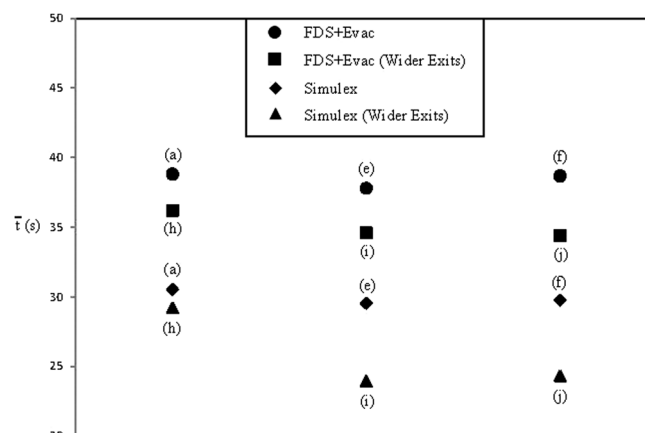 50
FDS+Evac
FDS+Evac (Wider Exits)
45
Simulex
Simulex (Wider Exits)
40
(a)
(e)
(f)
35
t̄ (s)
(h)
(i)
(j)
(a)
(e)
(f)
30
(h)
25
(i)
(j)